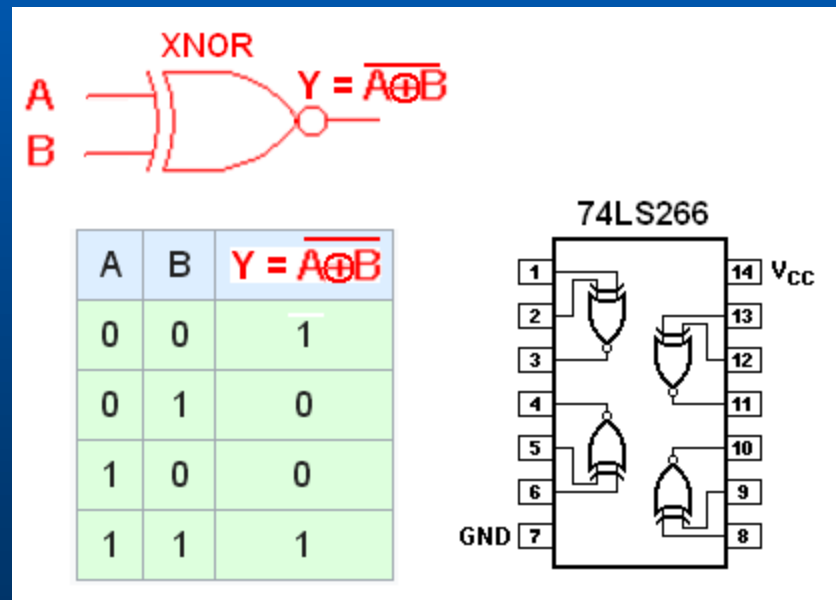 XNOR
A
B
Y = A⊕B
A B Y = A⊕B
0 0 1
0 1 0
1 0 0
1 1 1
74LS266
1 14 VCC
2 13
3 12
4 11
5 10
6 9
GND 7 8